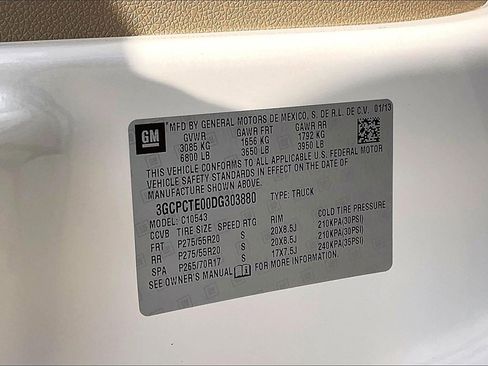 GM
MFD BY GENERAL MOTORS DE MEXICO, S. DE R.L. DE C.V. 01/13
GVWR GAWR FRT GAWR RR
3085 KG 1656 KG 1792 KG
6800 LB 3650 LB 3950 LB
THIS VEHICLE CONFORMS TO ALL APPLICABLE U.S. FEDERAL MOTOR
VEHICLE SAFETY STANDARDS IN EFFECT ON THE DATE OF
MANUFACTURE SHOWN ABOVE.
3GCPCTE00DG303880 TYPE: TRUCK
MODEL: C10543
CCVB TIRE SIZE SPEED RTG RIM COLD TIRE PRESSURE
FRT P275/55R20 S 20X8.5J 210KPA(30PSI)
RR P275/55R20 S 20X8.5J 210KPA(30PSI)
SPA P265/70R17 S 17X7.5J 240KPA(35PSI)
SEE OWNER'S MANUAL FOR MORE INFORMATION.